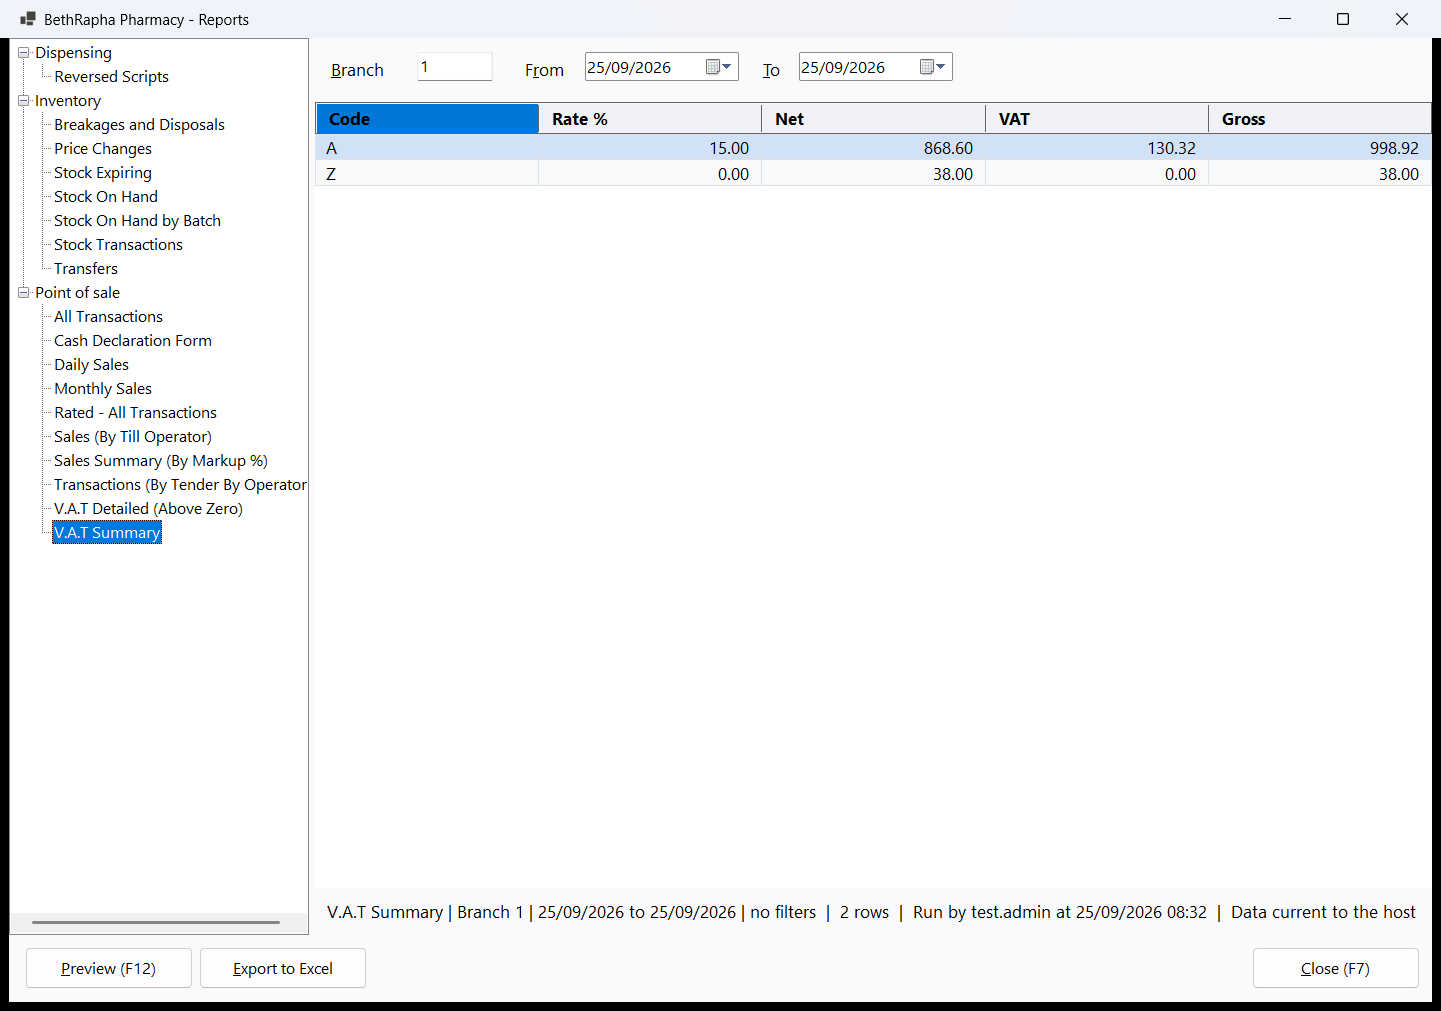 BethRapha Pharmacy - Reports
Dispensing
Reversed Scripts
Inventory
Breakages and Disposals
Price Changes
Stock Expiring
Stock On Hand
Stock On Hand by Batch
Stock Transactions
Transfers
Point of sale
All Transactions
Cash Declaration Form
Daily Sales
Monthly Sales
Rated - All Transactions
Sales (By Till Operator)
Sales Summary (By Markup %)
Transactions (By Tender By Operator
V.A.T Detailed (Above Zero)
V.A.T Summary
Branch 1 From 25/09/2026 To 25/09/2026
Code Rate % Net VAT Gross
A 15.00 868.60 130.32 998.92
Z 0.00 38.00 0.00 38.00
V.A.T Summary | Branch 1 | 25/09/2026 to 25/09/2026 | no filters | 2 rows | Run by test.admin at 25/09/2026 08:32 | Data current to the host
Preview (F12) Export to Excel Close (F7)